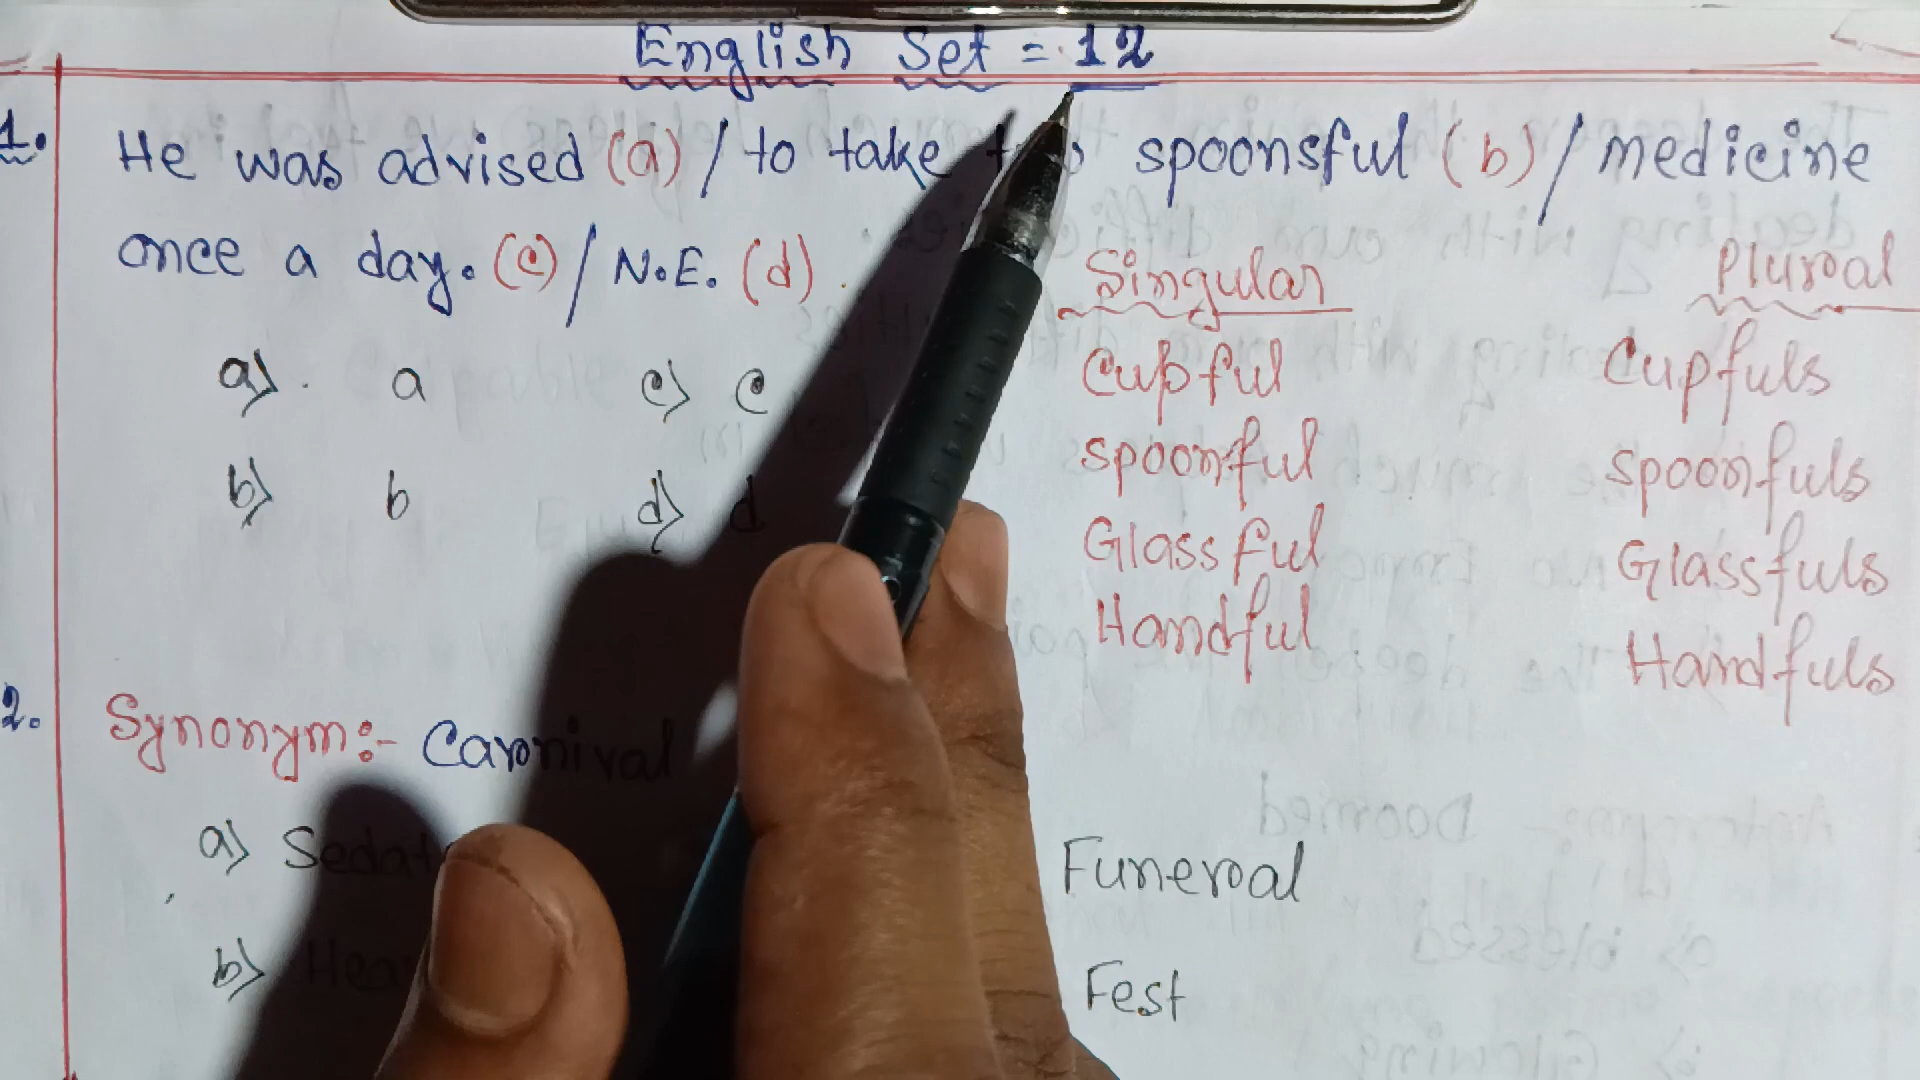 English Set = 12
1. He was advised (a) / to take spoonsful (b) / medicine
once a day. (c) / N.E. (d)
Singular Plural
a) a c) c Cupful Cupfuls
b) b d) d Spoonful Spoonfuls
Glassful Glassfuls
Handful Handfuls
2. Synonym:- Carnival
a) Funeral
b) Fest